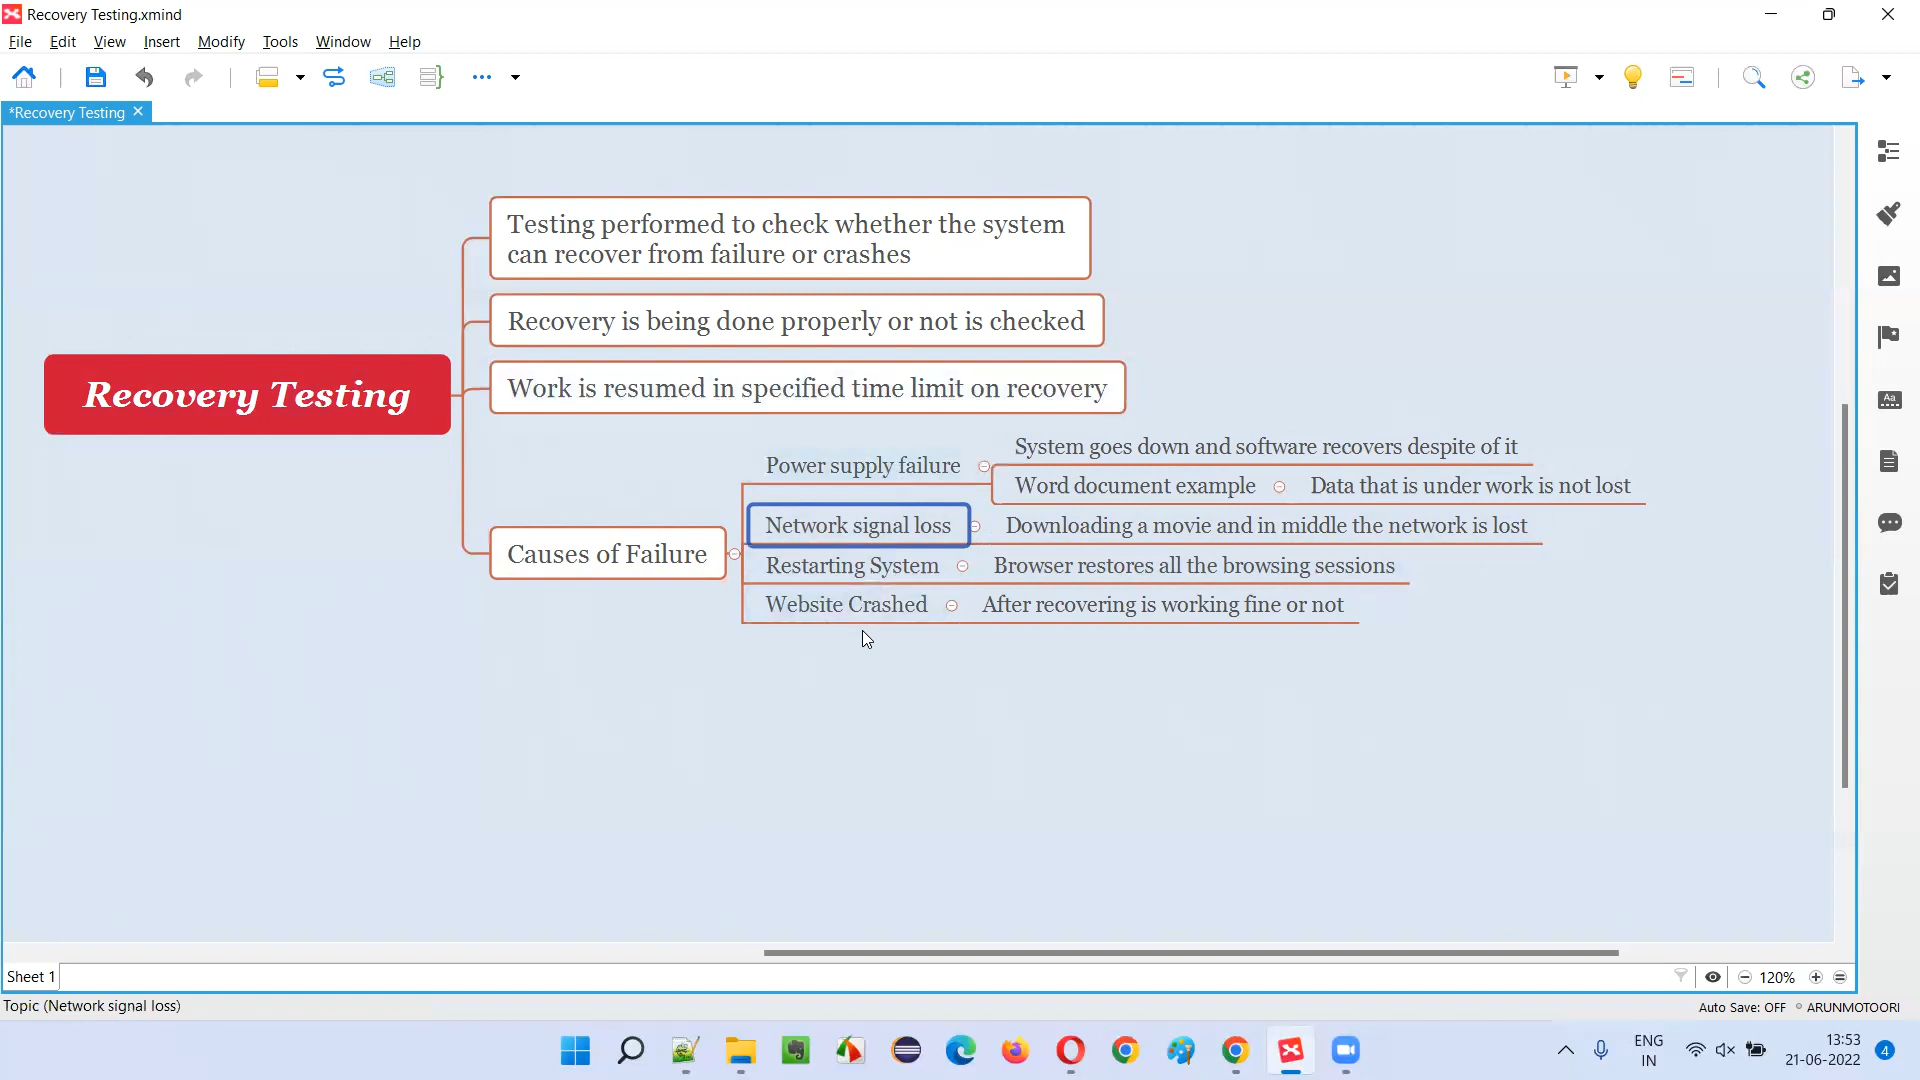 Recovery Testing.xmind
File Edit View Insert Modify Tools Window Help
*Recovery Testing
Testing performed to check whether the system
can recover from failure or crashes
Recovery is being done properly or not is checked
Recovery Testing
Work is resumed in specified time limit on recovery
System goes down and software recovers despite of it
Power supply failure
Word document example Data that is under work is not lost
Network signal loss Downloading a movie and in middle the network is lost
Causes of Failure
Restarting System Browser restores all the browsing sessions
Website Crashed After recovering is working fine or not
Aa
Sheet 1
120%
Topic (Network signal loss)
Auto Save: OFF ARUNMOTOORI
ENG
IN
13:53
21-06-2022
4